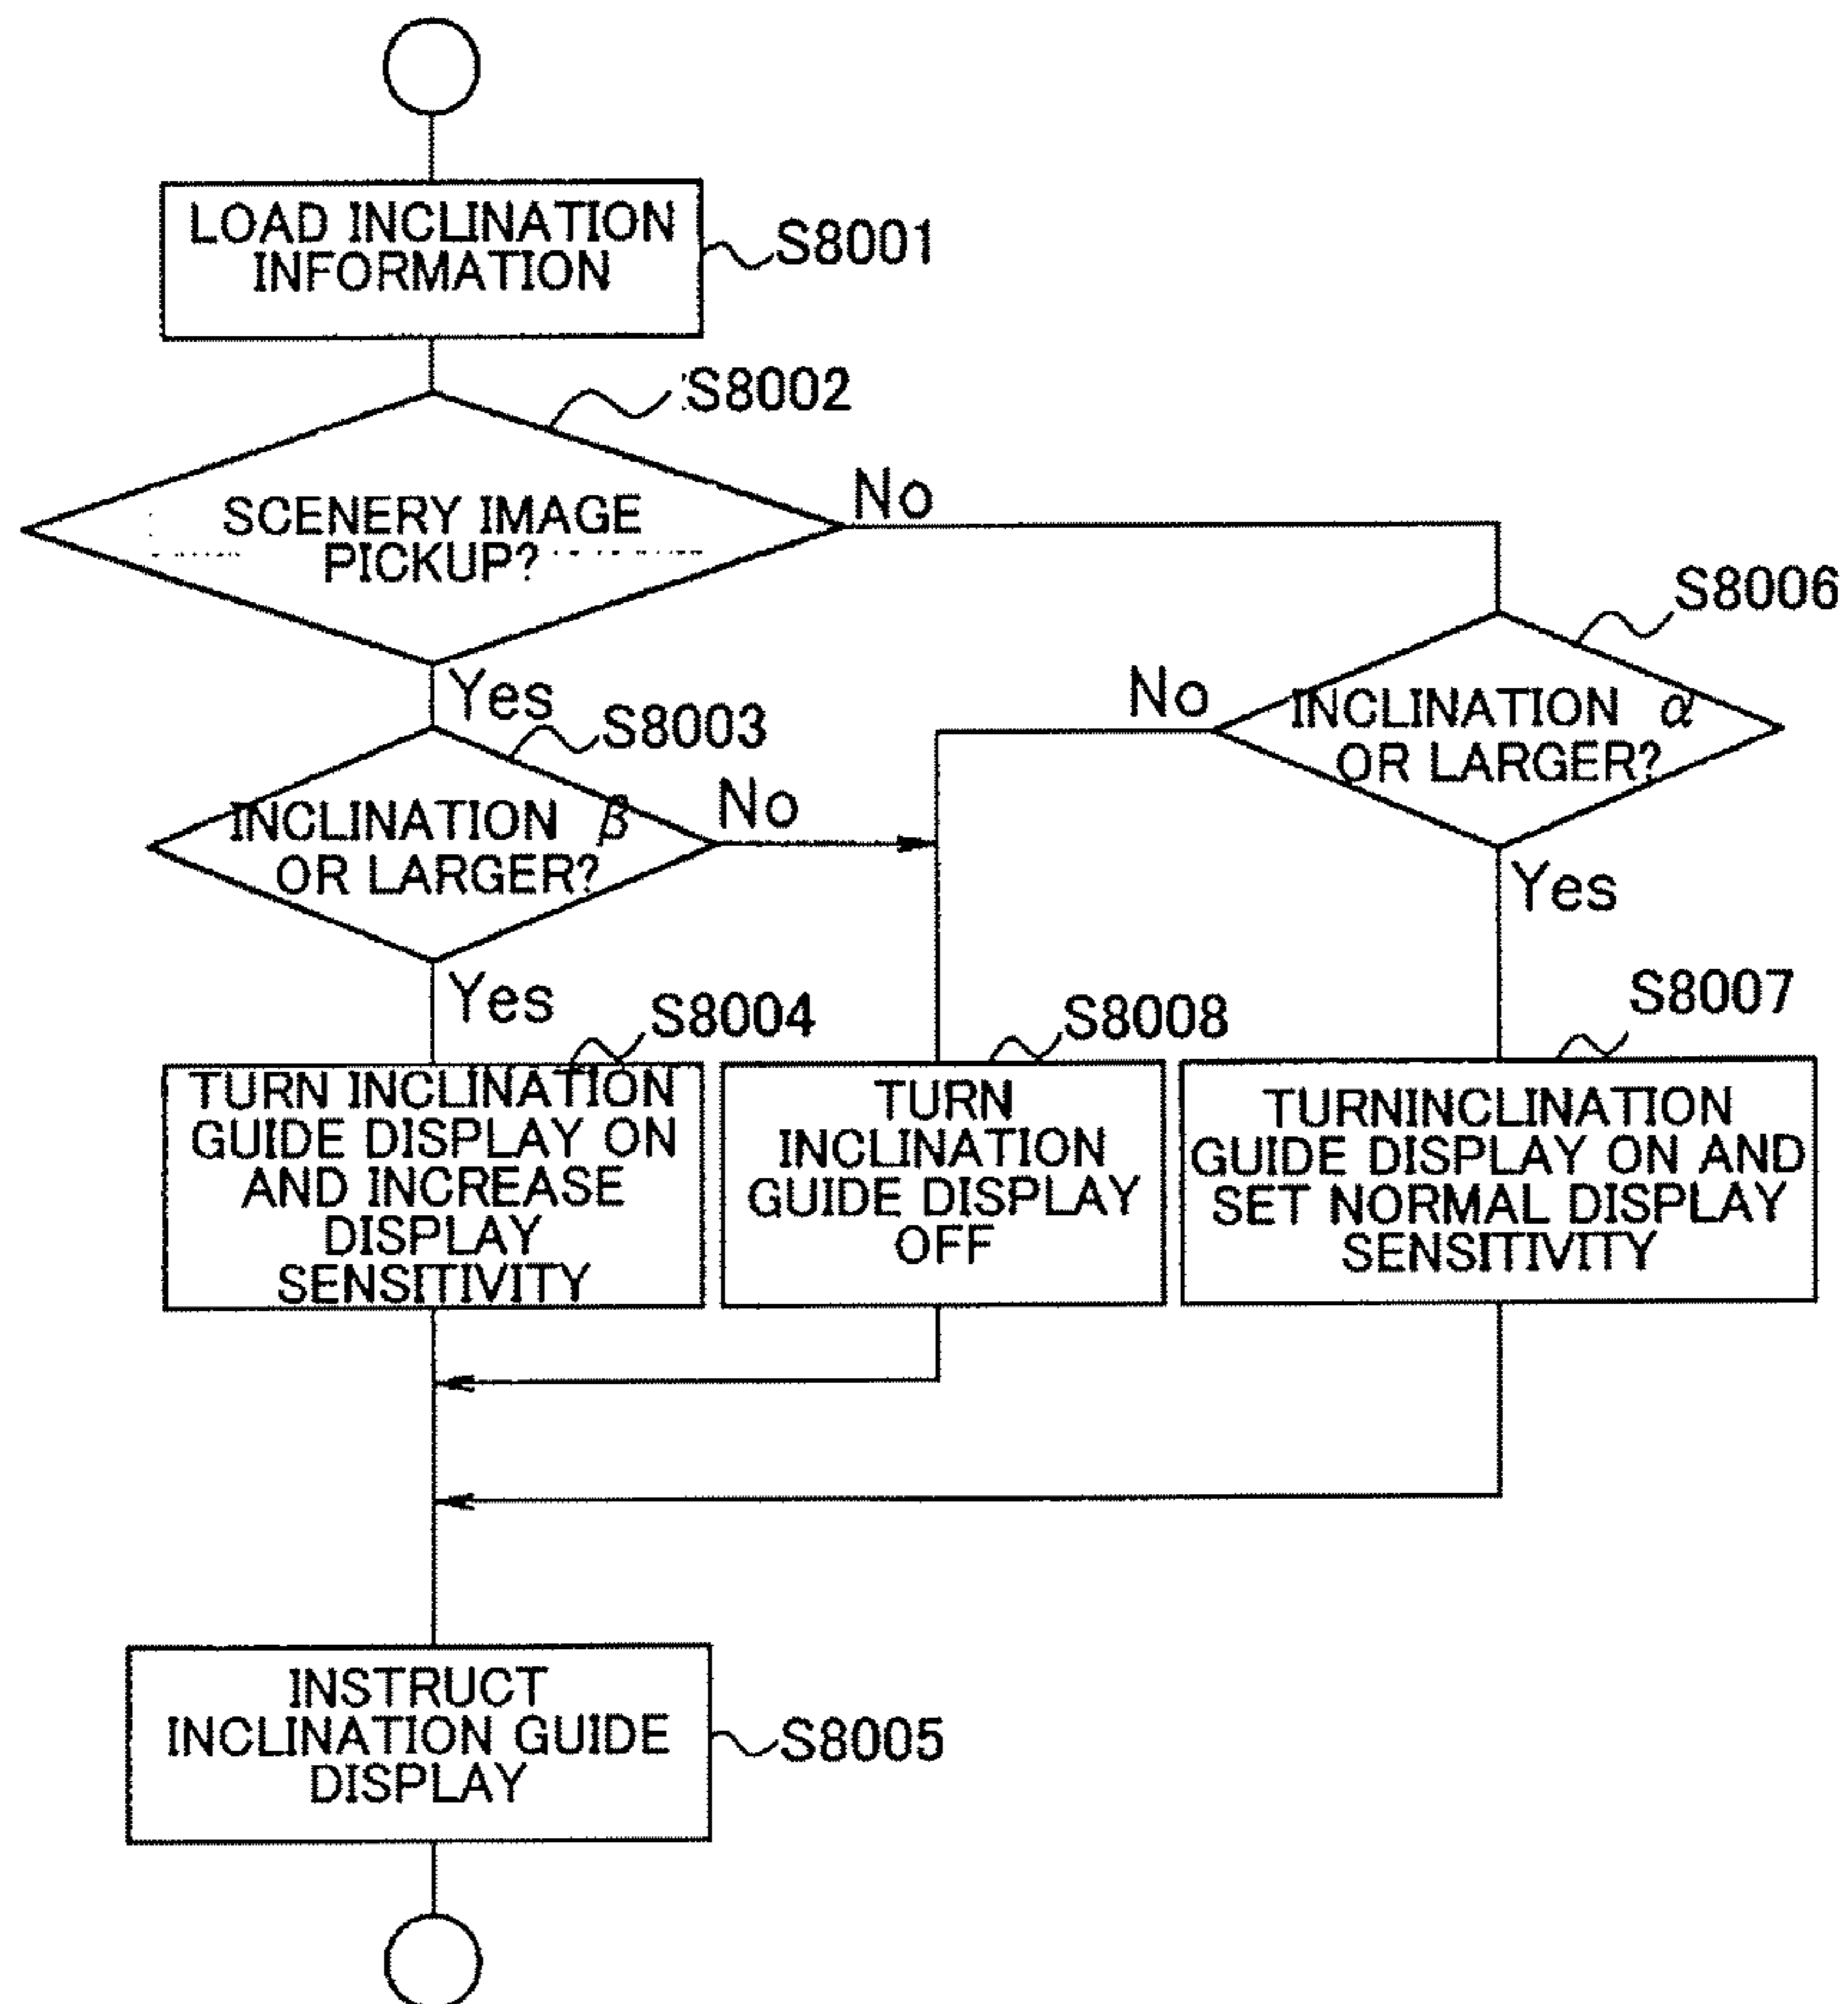 LOAD INCLINATION
INFORMATION
S8001
S8002
SCENERY IMAGE
PICKUP?
No
Yes
S8006
INCLINATION α
OR LARGER?
No
Yes
S8003
INCLINATION β
OR LARGER?
No
Yes
S8004
TURN INCLINATION
GUIDE DISPLAY ON
AND INCREASE
DISPLAY
SENSITIVITY
S8008
TURN
INCLINATION
GUIDE DISPLAY
OFF
S8007
TURNINCLINATION
GUIDE DISPLAY ON AND
SET NORMAL DISPLAY
SENSITIVITY
INSTRUCT
INCLINATION GUIDE
DISPLAY
S8005